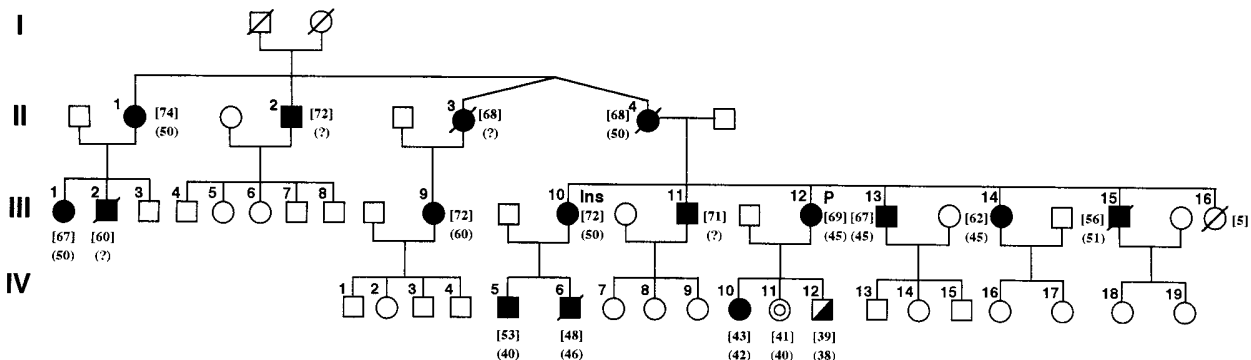 I
II
1 [74] (50) 2 [72] (?) 3 [68] (?) 4 [68] (50)
III
1 2 3 4 5 6 7 8 9 10 Ins 11 12 P 13 14 15 16
[72] (60) [72] (50) [71] (?) [69] (45) [67] (45) [62] (45) [56] (51) [5]
[67] (50) [60] (?)
IV
1 2 3 4 5 6 7 8 9 10 11 12 13 14 15 16 17 18 19
[53] [48] [43] [41] [39]
(40) (46) (42) (40) (38)